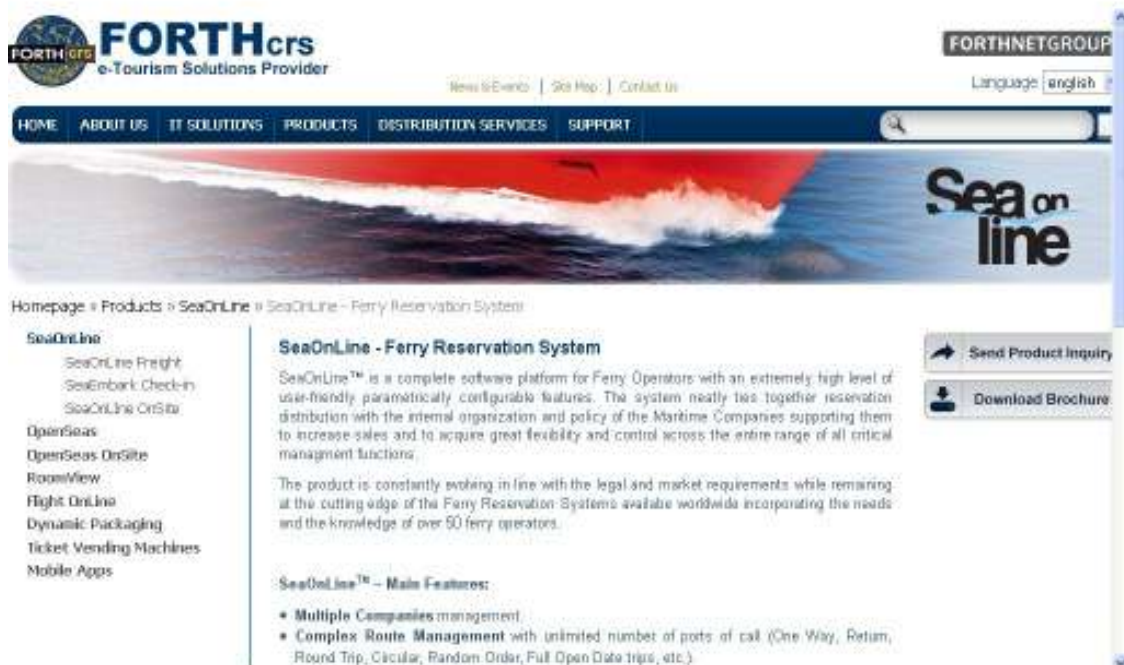 FORTHcrs
FORTH crs
e-Tourism Solutions Provider
FORTHNETGROUP
News & Events | Site Map | Contact Us
Language english
HOME ABOUT US IT SOLUTIONS PRODUCTS DISTRIBUTION SERVICES SUPPORT
Sea on
line
Homepage » Products » SeaOnLine » SeaOnLine - Ferry Reservation System
SeaOnLine
SeaOnLine Freight
SeaEmbark Check-in
SeaOnLine OnSite
OpenSeas
OpenSeas OnSite
RoomView
Flight OnLine
Dynamic Packaging
Ticket Vending Machines
Mobile Apps
SeaOnLine - Ferry Reservation System
SeaOnLine™ is a complete software platform for Ferry Operators with an extremely high level of
user-friendly parametrically configurable features. The system neatly ties together reservation
distribution with the internal organization and policy of the Maritime Companies supporting them
to increase sales and to acquire great flexibility and control across the entire range of all critical
managment functions.
The product is constantly evolving in line with the legal and market requirements while remaining
at the cutting edge of the Ferry Reservation Systems availabe worldwide incorporating the needs
and the knowledge of over 50 ferry operators.
SeaOnLine™ – Main Features:
• Multiple Companies management.
• Complex Route Management with unlimited number of ports of call (One Way, Return,
Round Trip, Circular, Random Order, Full Open Date trips, etc.)
Send Product Inquiry
Download Brochure